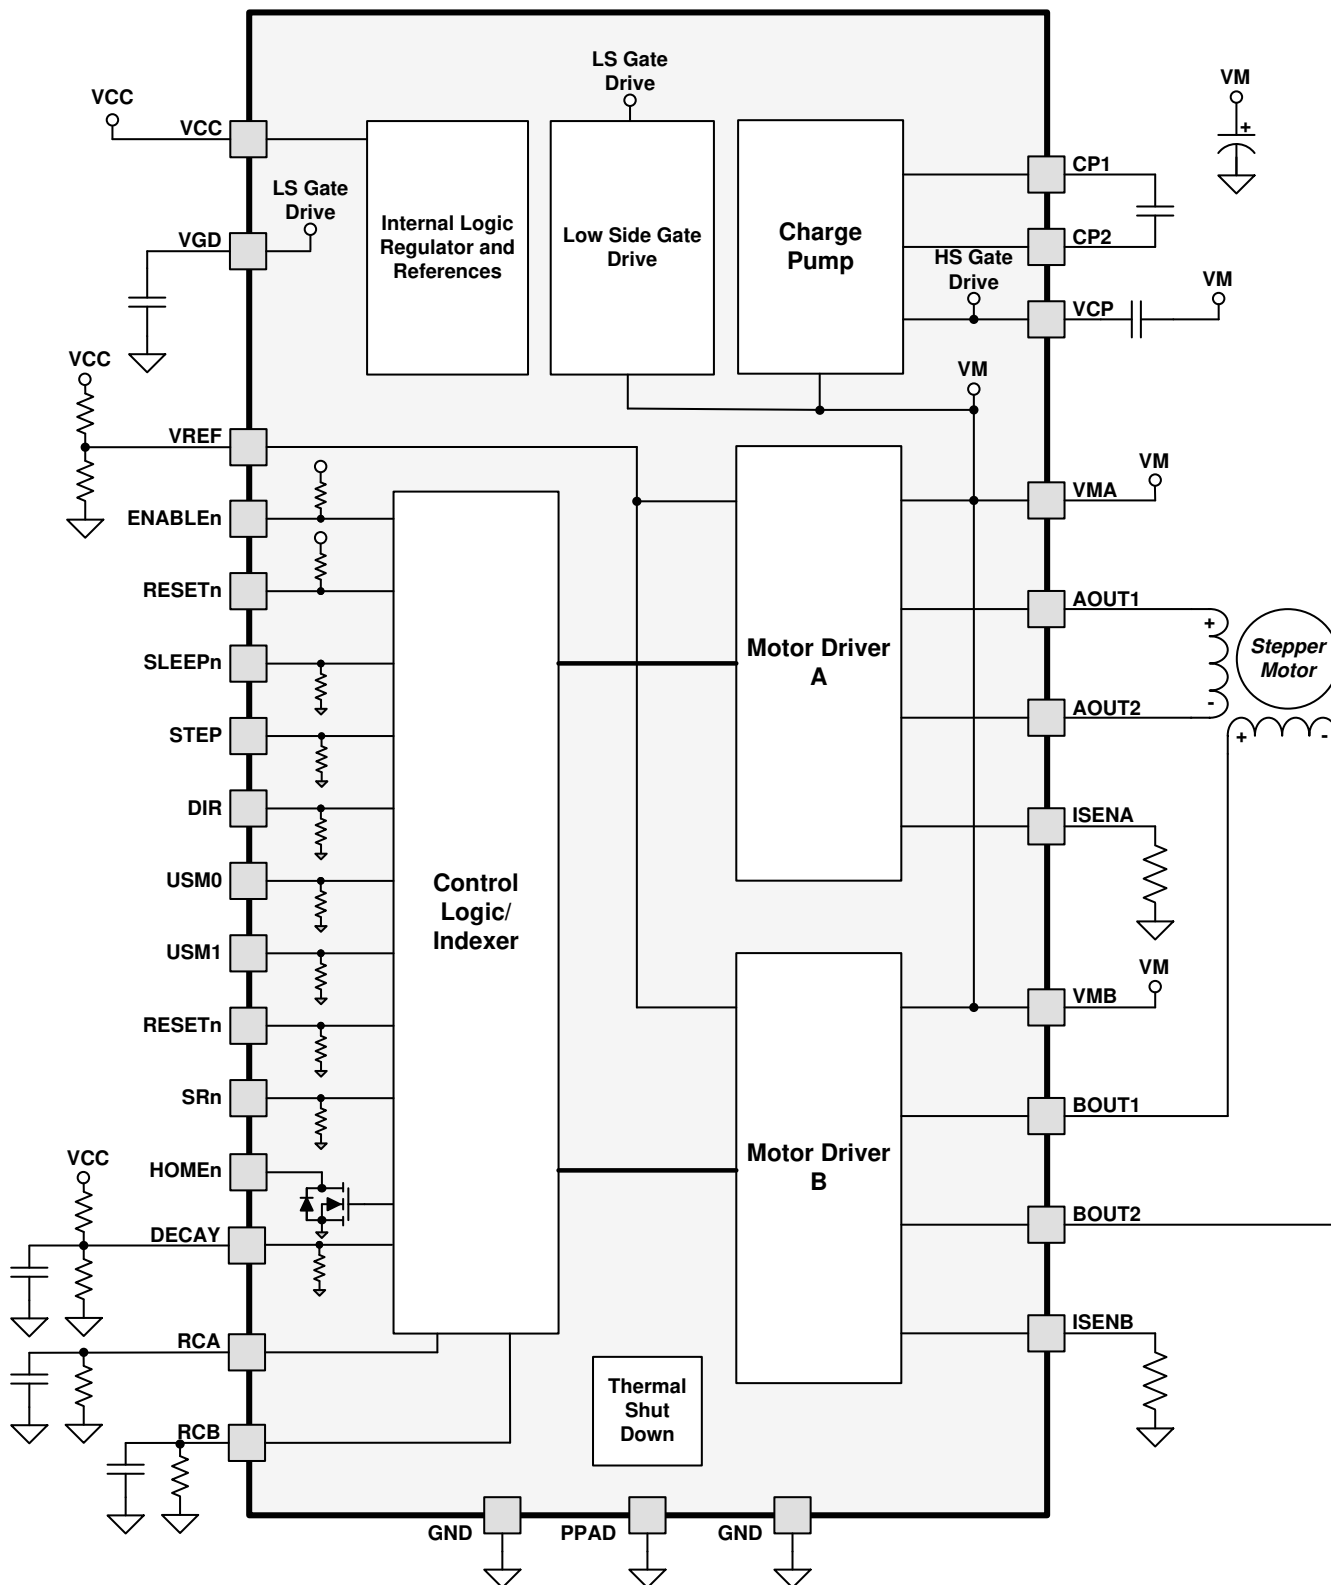 LS Gate
Drive
VM
VCC
VCC
CP1
LS Gate
Drive
Internal Logic
Regulator and
References
Low Side Gate
Drive
Charge
Pump
VGD
CP2
HS Gate
Drive
VM
VCP
VCC
VM
VREF
VM
VMA
ENABLEn
RESETn
AOUT1
+
Stepper
Motor
Motor Driver
A
SLEEPn
-
AOUT2
STEP
+
-
DIR
ISENA
USM0
Control
Logic/
Indexer
USM1
VM
VMB
RESETn
SRn
BOUT1
VCC
HOMEn
Motor Driver
B
DECAY
BOUT2
RCA
ISENB
Thermal
Shut
Down
RCB
GND
PPAD
GND